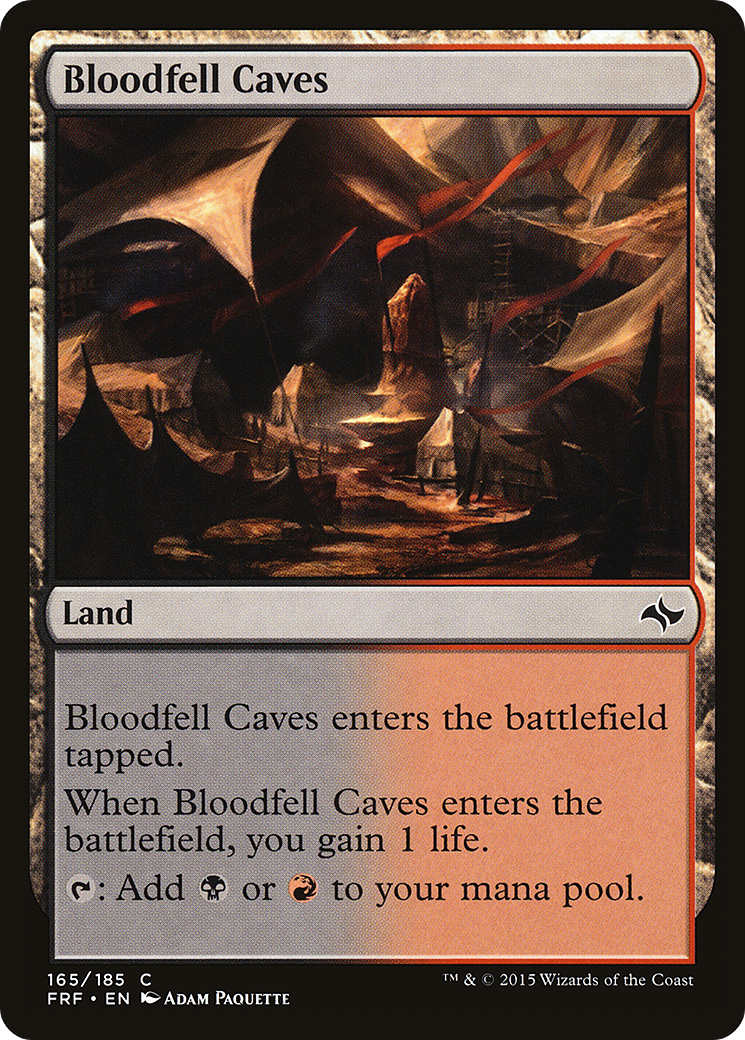 Bloodfell Caves
Land
Bloodfell Caves enters the battlefield
tapped.
When Bloodfell Caves enters the
battlefield, you gain 1 life.
: Add or to your mana pool.
165/185 C
FRF • EN ADAM PAQUETTE
™ & © 2015 Wizards of the Coast